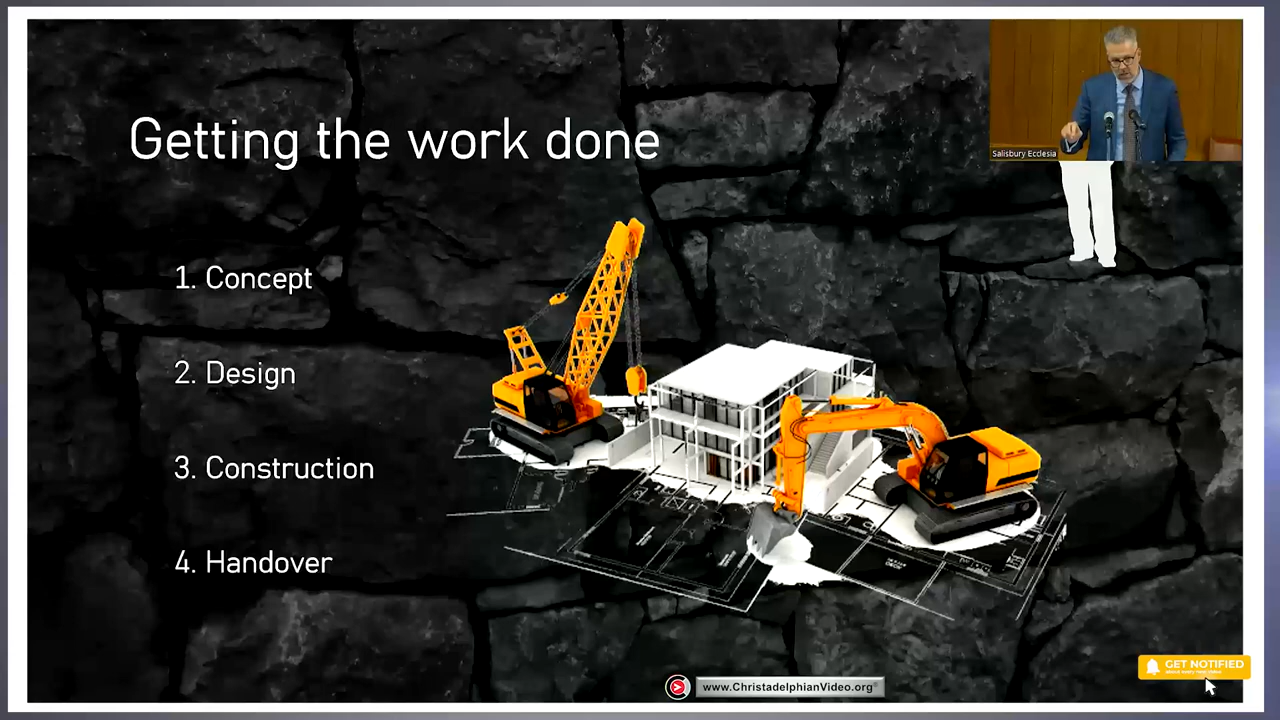 Getting the work done
Salisbury Ecclesia
1. Concept
2. Design
3. Construction
4. Handover
GET NOTIFIED
www.ChristadelphianVideo.org